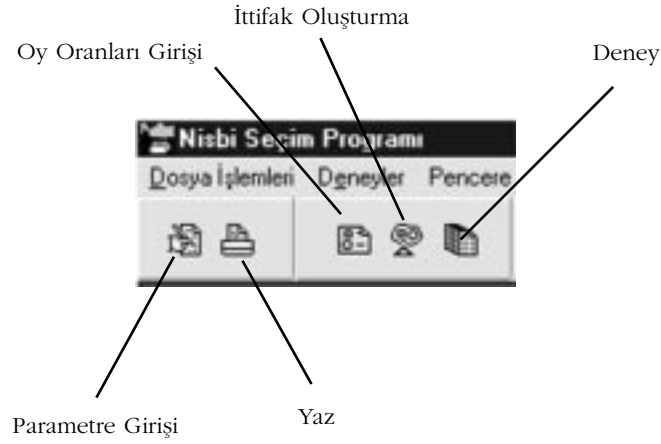 İttifak Oluşturma
Oy Oranları Girişi
Deney
Nisbi Seçim Programı
Dosya İşlemleri Deneyler Pencere
Parametre Girişi
Yaz